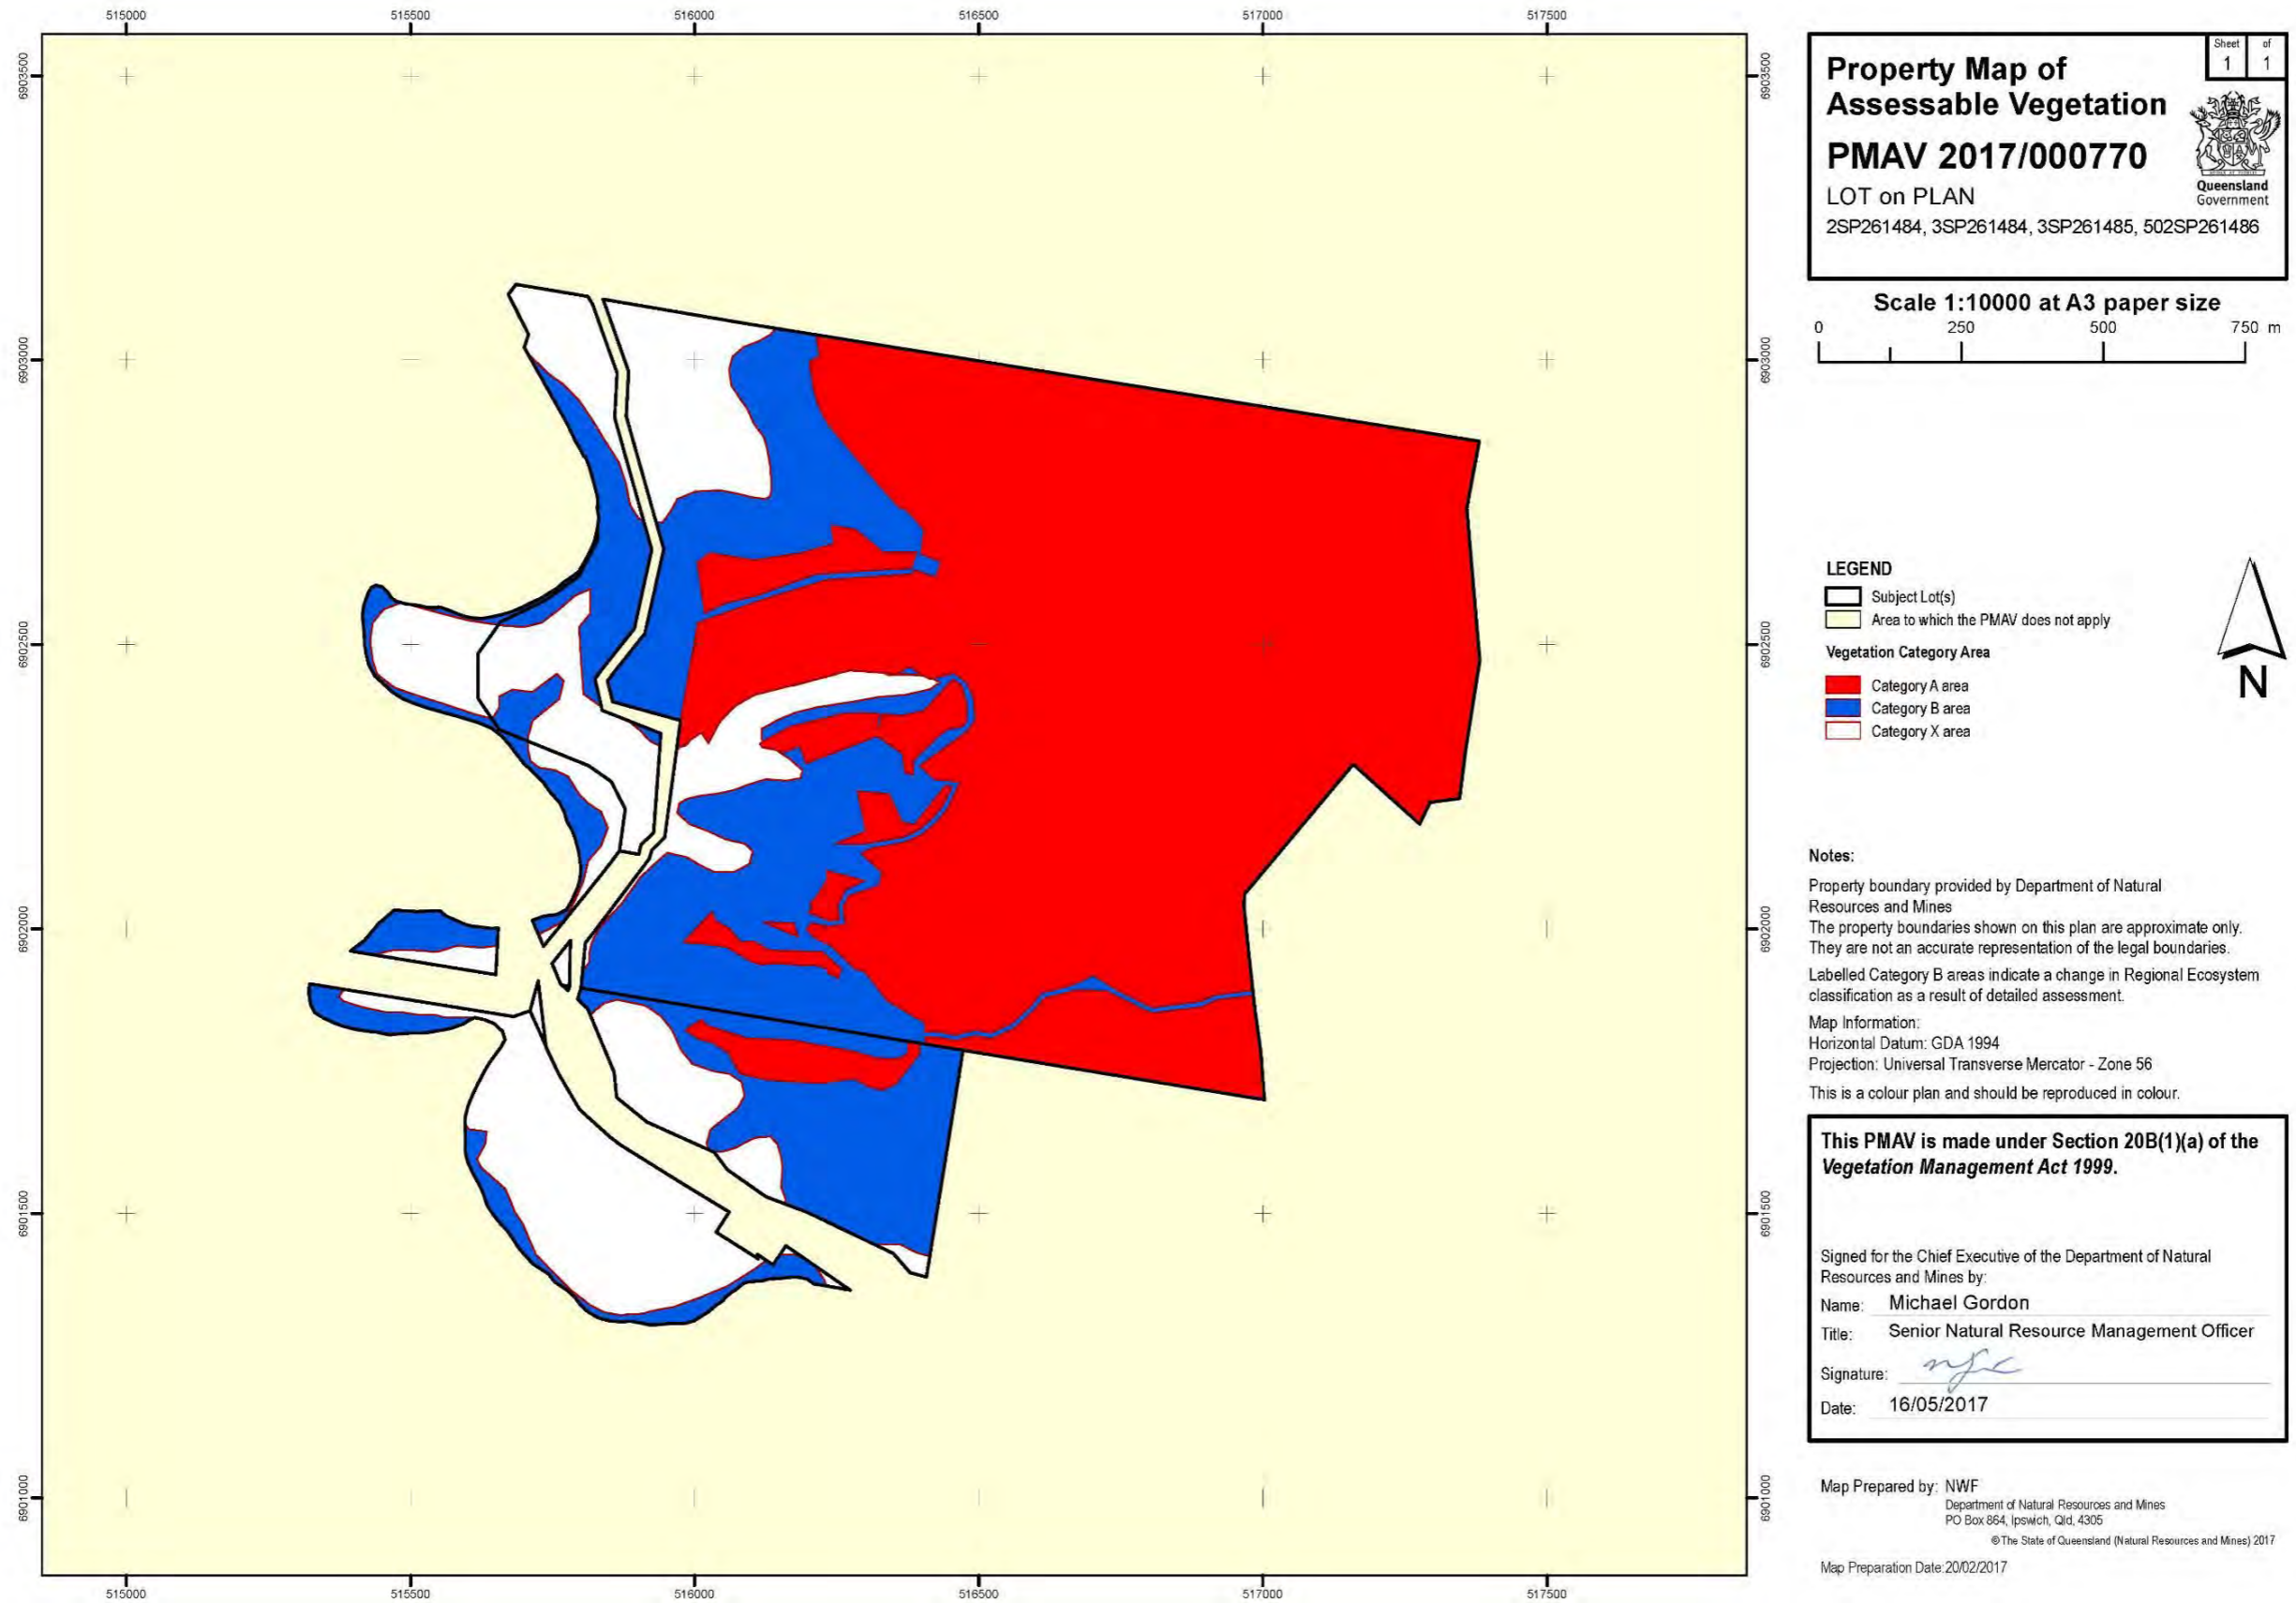 515000
515500
516000
516500
517000
517500
6903500
6903000
6902500
6902000
6901500
6901000
6903500
6903000
6902500
6902000
6901500
6901000
515000
515500
516000
516500
517000
517500
Sheet of
1 1
Property Map of
Assessable Vegetation
PMAV 2017/000770
LOT on PLAN
2SP261484, 3SP261484, 3SP261485, 502SP261486
Queensland
Government
Scale 1:10000 at A3 paper size
0 250 500 750 m
LEGEND
Subject Lot(s)
Area to which the PMAV does not apply
Vegetation Category Area
Category A area
Category B area
Category X area
N
Notes:
Property boundary provided by Department of Natural
Resources and Mines
The property boundaries shown on this plan are approximate only.
They are not an accurate representation of the legal boundaries.
Labelled Category B areas indicate a change in Regional Ecosystem
classification as a result of detailed assessment.
Map Information:
Horizontal Datum: GDA 1994
Projection: Universal Transverse Mercator - Zone 56
This is a colour plan and should be reproduced in colour.
This PMAV is made under Section 20B(1)(a) of the
Vegetation Management Act 1999.
Signed for the Chief Executive of the Department of Natural
Resources and Mines by:
Name: Michael Gordon
Title: Senior Natural Resource Management Officer
Signature:
Date: 16/05/2017
Map Prepared by: NWF
Department of Natural Resources and Mines
PO Box 864, Ipswich, Qld, 4305
©The State of Queensland (Natural Resources and Mines) 2017
Map Preparation Date:20/02/2017